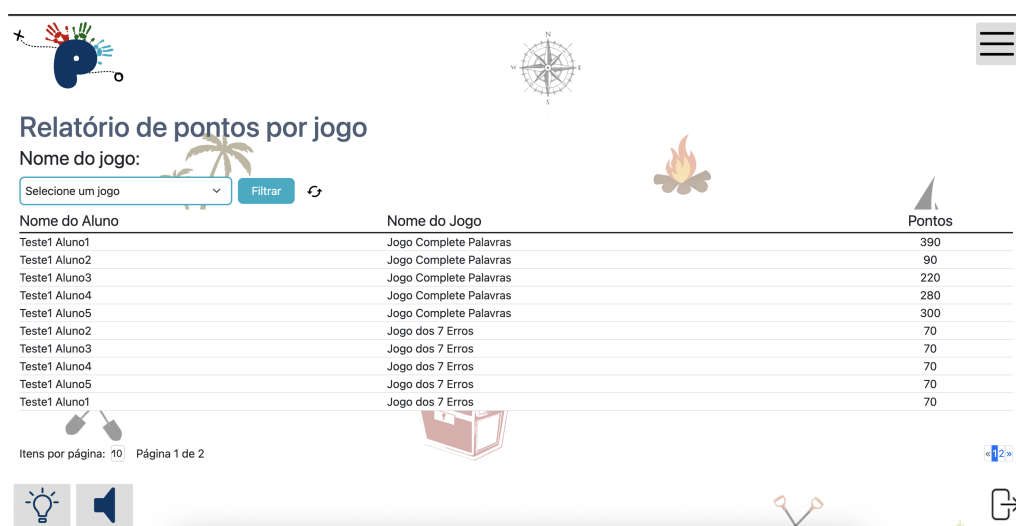 P
N
W E
S
Relatório de pontos por jogo
Nome do jogo:
Selecione um jogo Filtrar
Nome do Aluno Nome do Jogo Pontos
Teste1 Aluno1 Jogo Complete Palavras 390
Teste1 Aluno2 Jogo Complete Palavras 90
Teste1 Aluno3 Jogo Complete Palavras 220
Teste1 Aluno4 Jogo Complete Palavras 280
Teste1 Aluno5 Jogo Complete Palavras 300
Teste1 Aluno2 Jogo dos 7 Erros 70
Teste1 Aluno3 Jogo dos 7 Erros 70
Teste1 Aluno4 Jogo dos 7 Erros 70
Teste1 Aluno5 Jogo dos 7 Erros 70
Teste1 Aluno1 Jogo dos 7 Erros 70
Itens por página: 10 Página 1 de 2 « 1 2 »